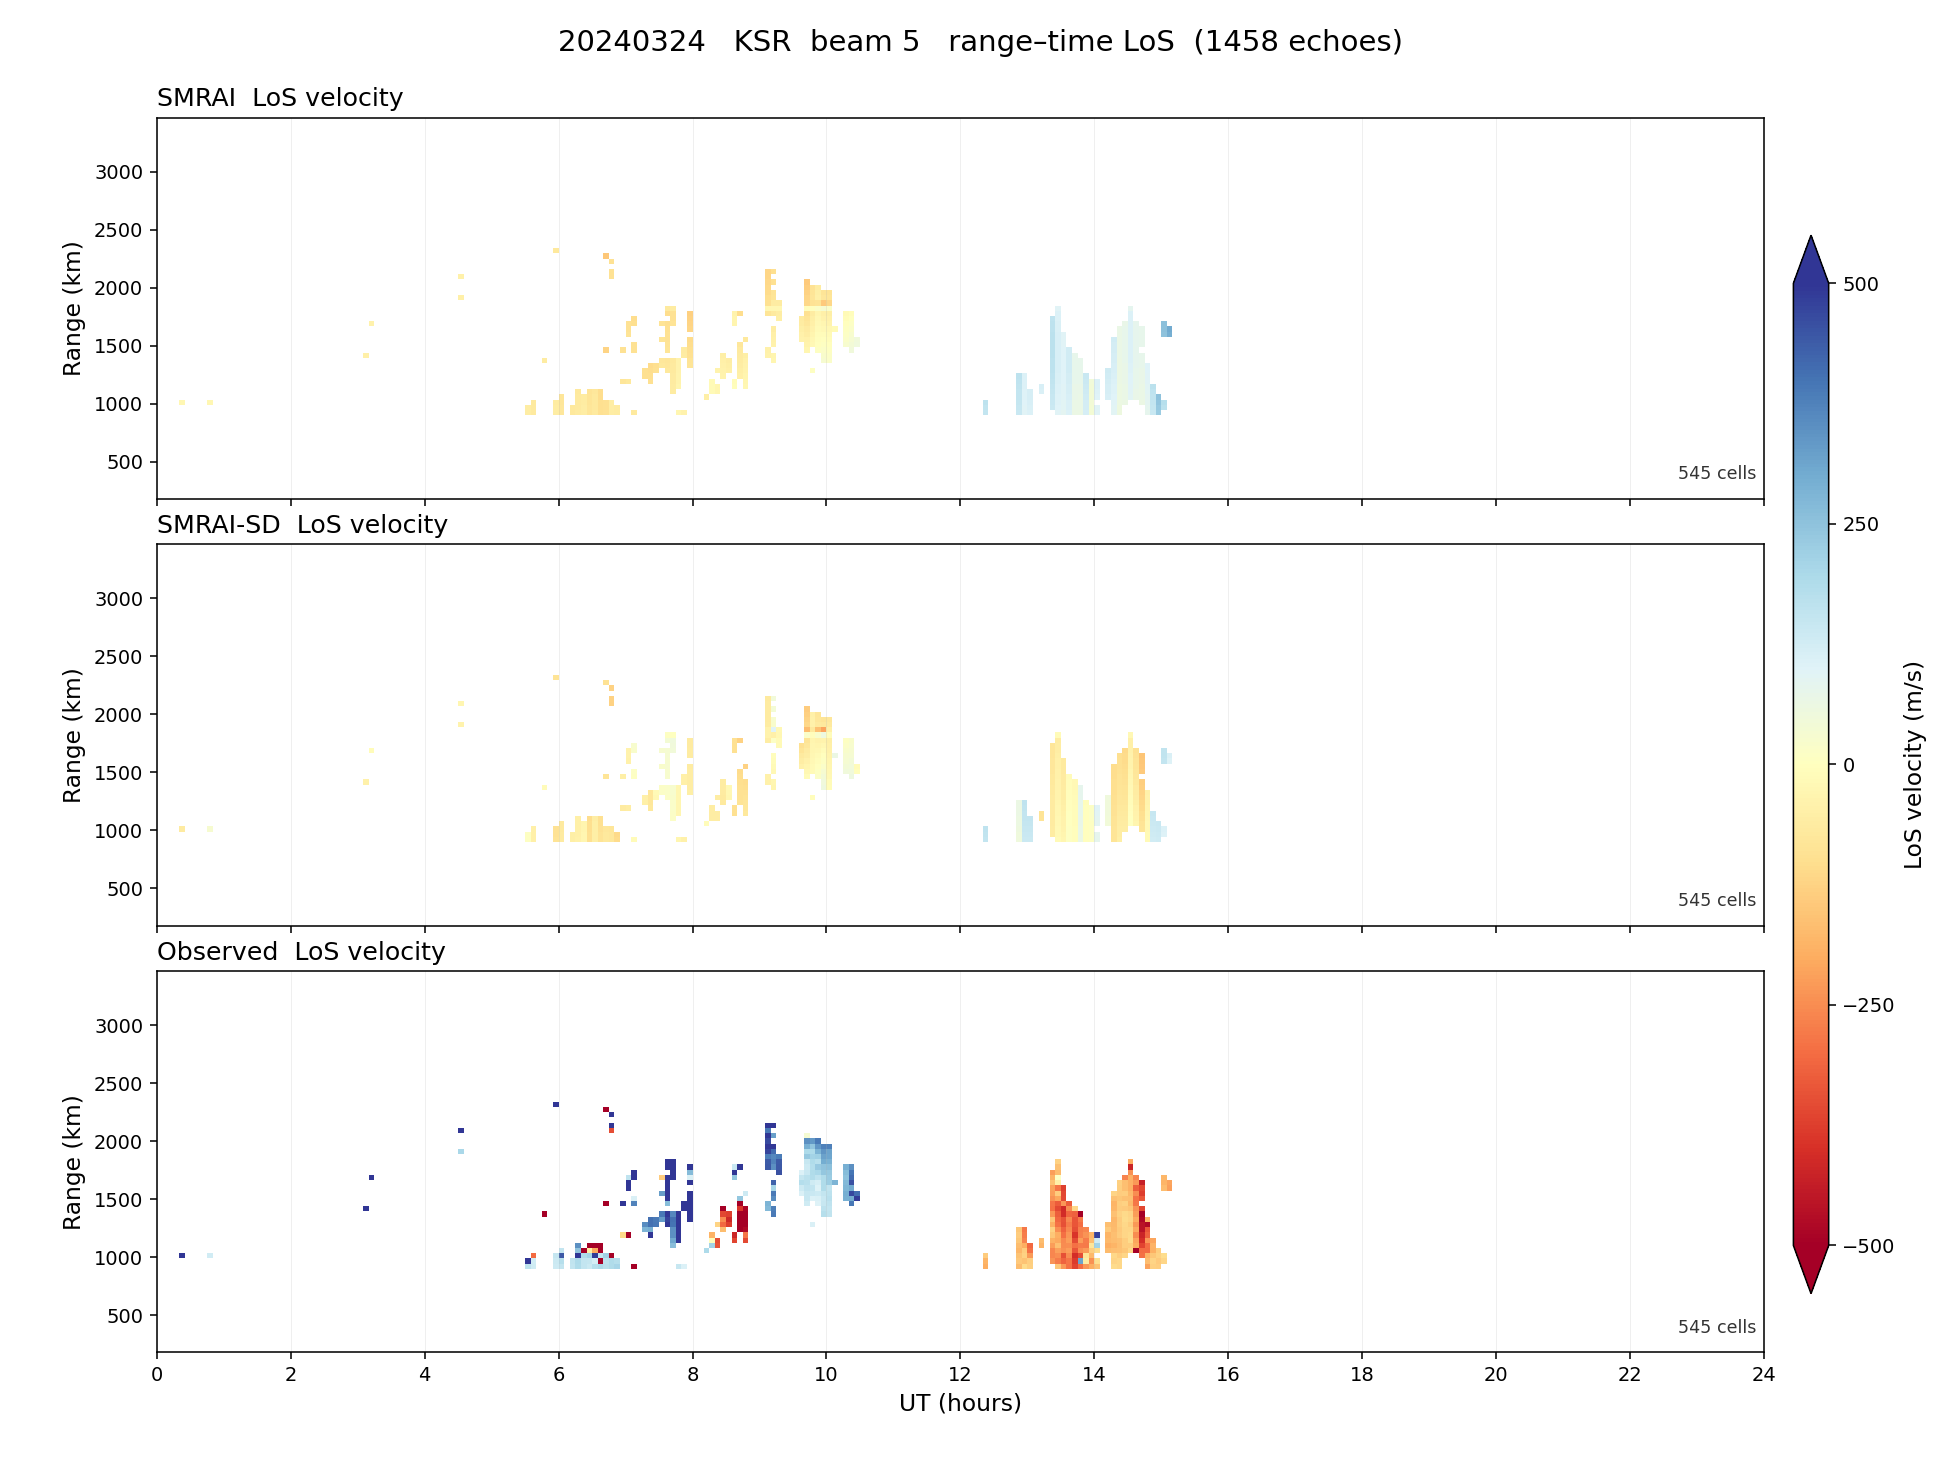 20240324   KSR  beam 5   range–time LoS  (1458 echoes)
SMRAI  LoS velocity
3000
2500
2000
1500
1000
500
Range (km)
545 cells
SMRAI-SD  LoS velocity
3000
2500
2000
1500
1000
500
Range (km)
545 cells
Observed  LoS velocity
3000
2500
2000
1500
1000
500
Range (km)
545 cells
0 2 4 6 8 10 12 14 16 18 20 22 24
UT (hours)
500
250
0
−250
−500
LoS velocity (m/s)